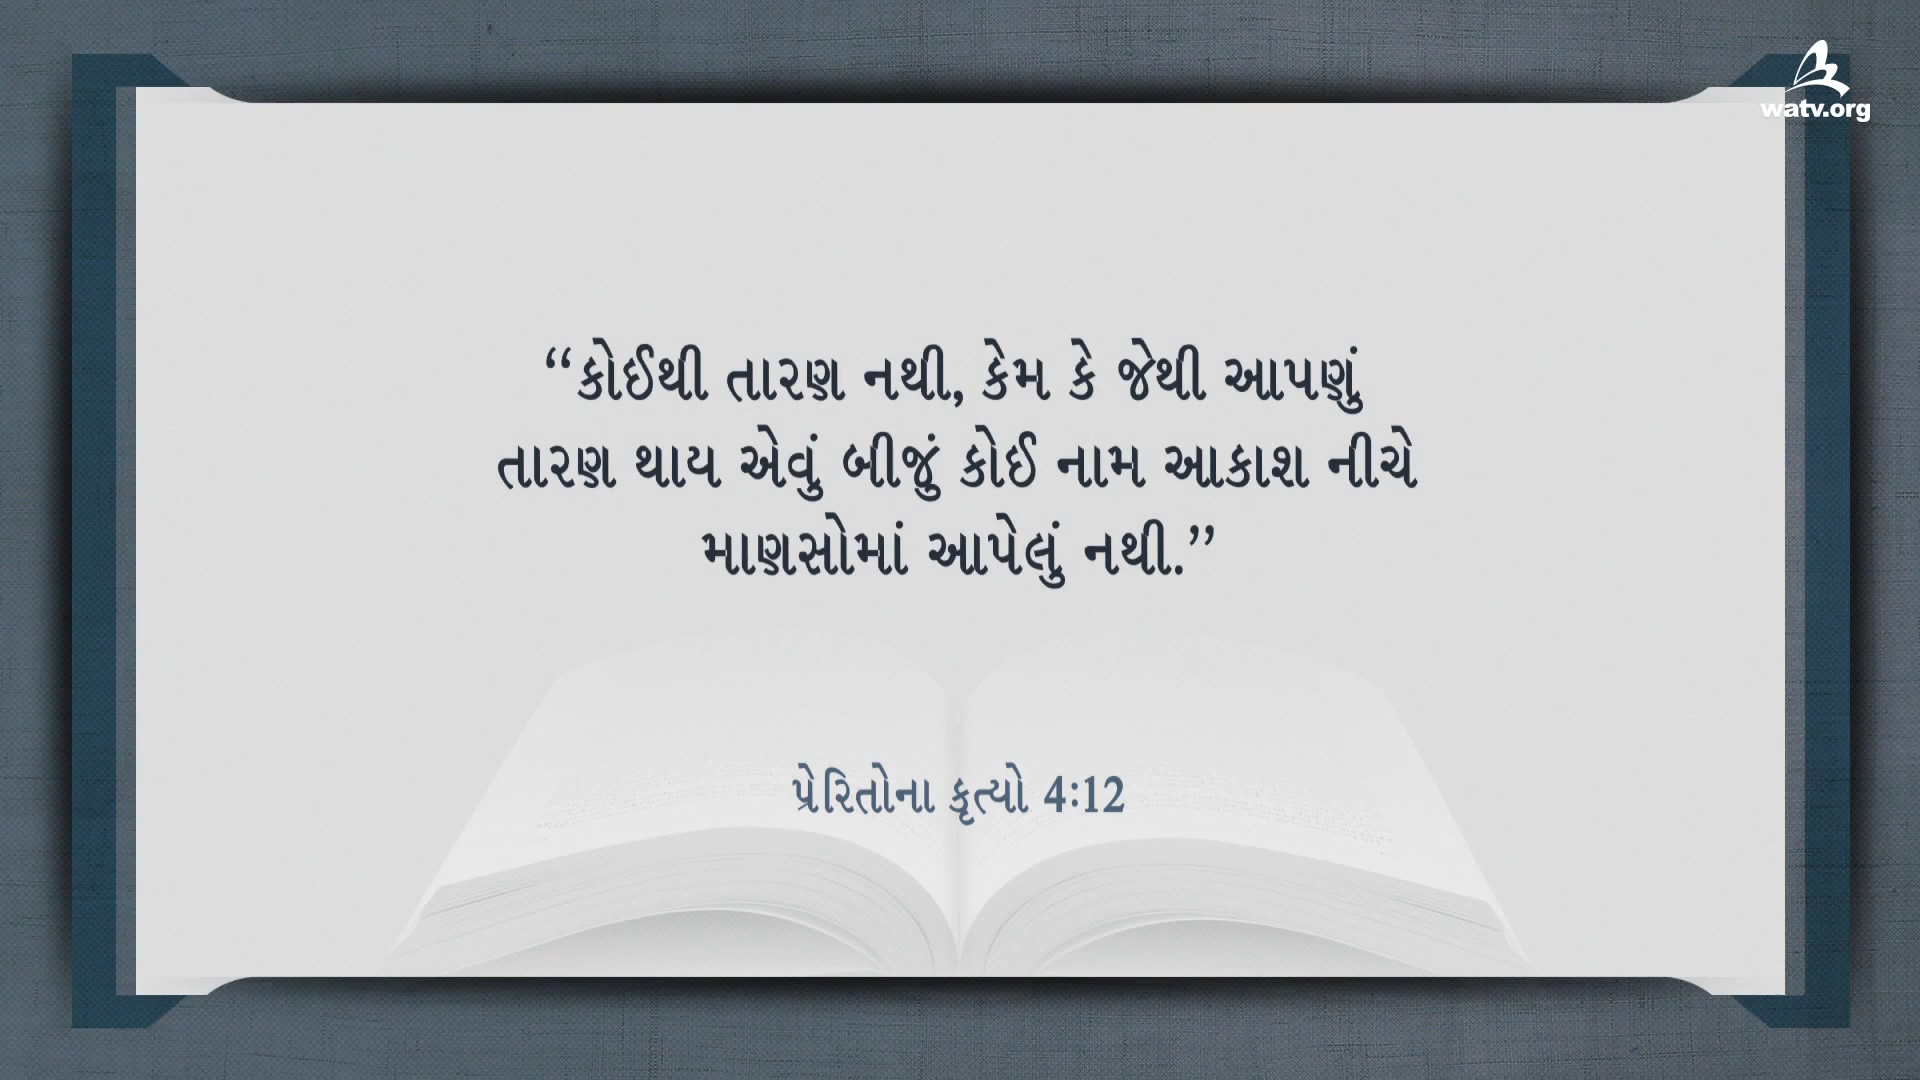 watv.org
“કોઈથી તારણ નથી, કેમ કે જેથી આપણું
તારણ થાય એવું બીજું કોઈ નામ આકાશ નીચે
માણસોમાં આપેલું નથી.”
પ્રેરિતોના કૃત્યો 4:12